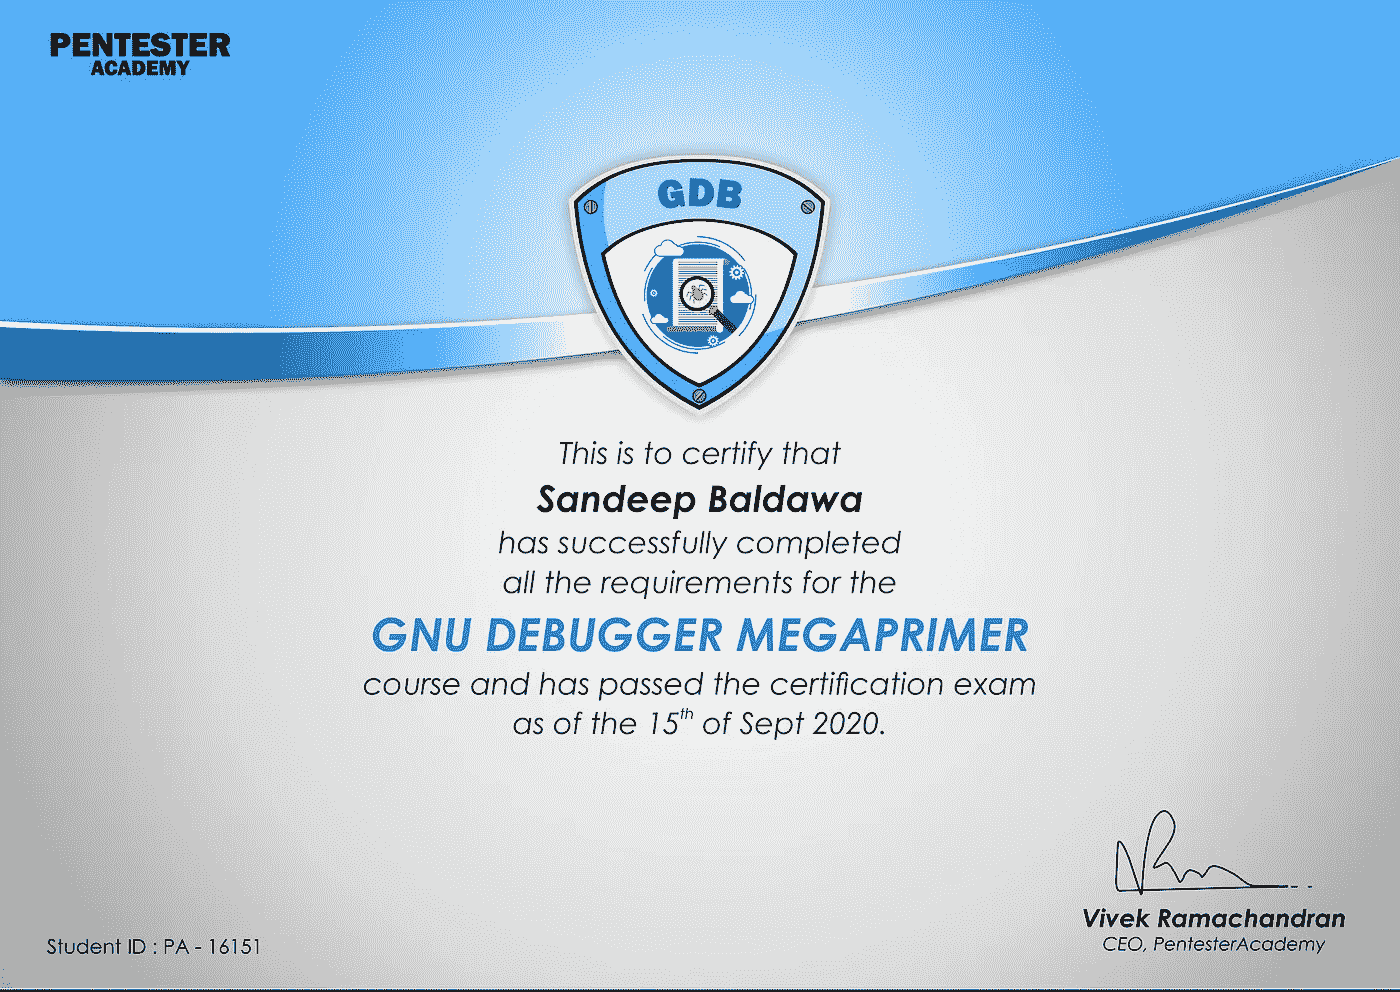 PENTESTER
ACADEMY
GDB
This is to certify that
Sandeep Baldawa
has successfully completed
all the requirements for the
GNU DEBUGGER MEGAPRIMER
course and has passed the certification exam
as of the 15th of Sept 2020.
Vivek Ramachandran
CEO, PentesterAcademy
Student ID : PA - 16151